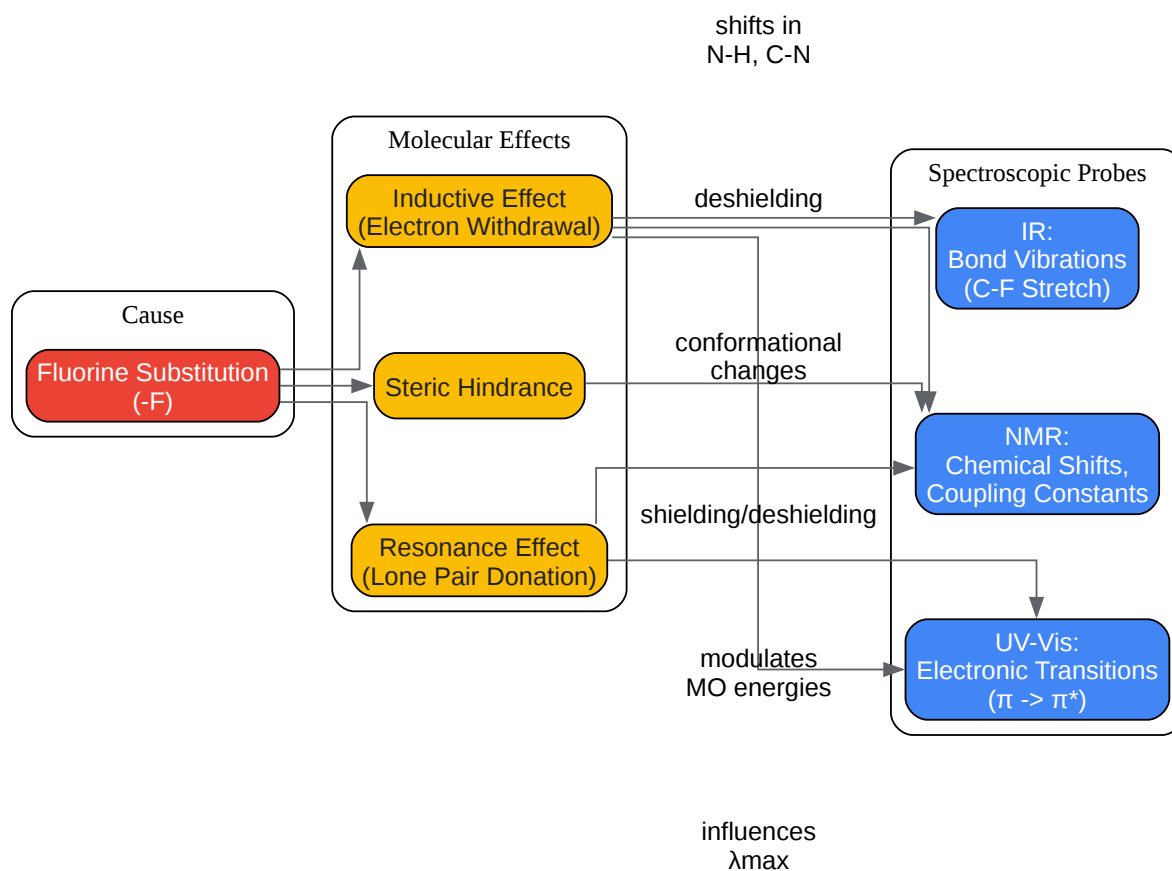 shifts in
N-H, C-N
Molecular Effects
Inductive Effect
(Electron Withdrawal)
deshielding
Spectroscopic Probes
IR:
Bond Vibrations
(C-F Stretch)
Cause
Fluorine Substitution
(-F)
Steric Hindrance
conformational
changes
NMR:
Chemical Shifts,
Coupling Constants
Resonance Effect
(Lone Pair Donation)
shielding/deshielding
modulates
MO energies
UV-Vis:
Electronic Transitions
(π -> π*)
influences
λmax